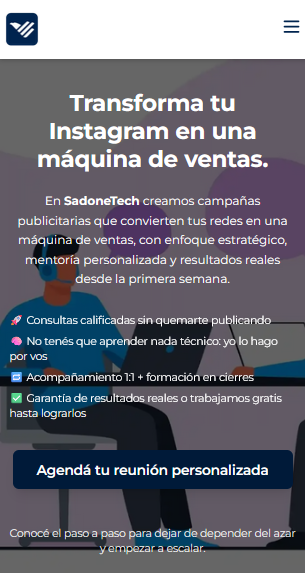 Transforma tu
Instagram en una
máquina de ventas.
En SadoneTech creamos campañas
publicitarias que convierten tus redes en una
máquina de ventas, con enfoque estratégico,
mentoría personalizada y resultados reales
desde la primera semana.
🚀 Consultas calificadas sin quemarte publicando
🧠 No tenés que aprender nada técnico: yo lo hago
por vos
🔁 Acompañamiento 1:1 + formación en cierres
✅ Garantía de resultados reales o trabajamos gratis
hasta lograrlos
Agendá tu reunión personalizada
Conocé el paso a paso para dejar de depender del azar
y empezar a escalar.